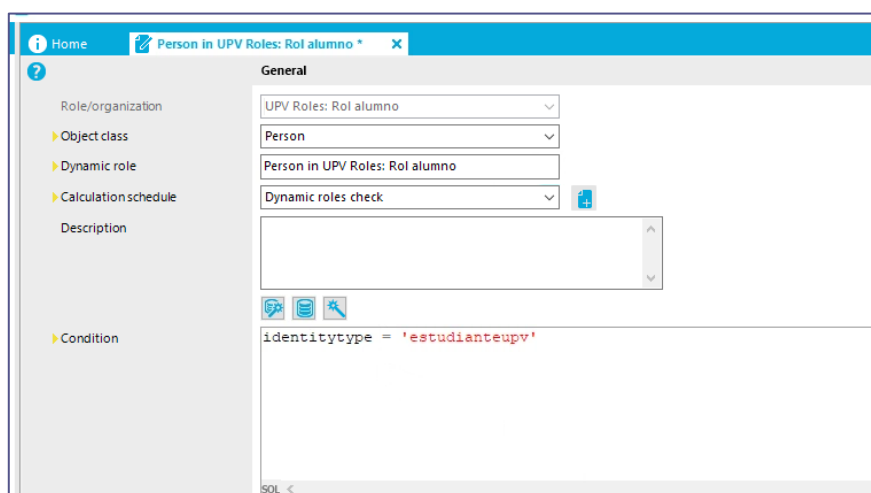 Home
Person in UPV Roles: Rol alumno *
General
Role/organization
UPV Roles: Rol alumno
Object class
Person
Dynamic role
Person in UPV Roles: Rol alumno
Calculation schedule
Dynamic roles check
Description
Condition
identitytype = 'estudianteupv'
SQL <